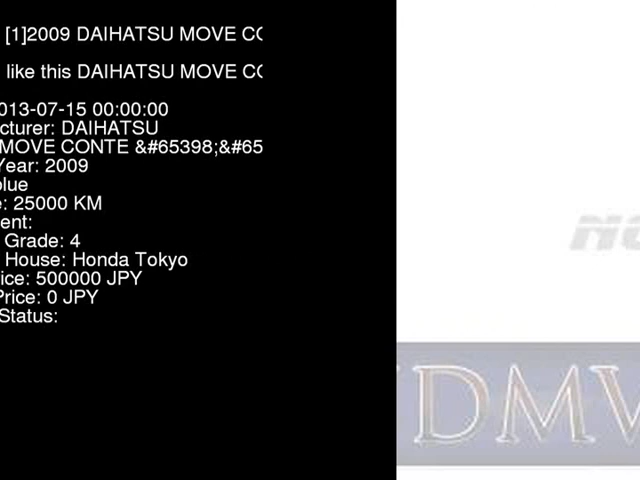 [1]2009 DAIHATSU MOVE CO
like this DAIHATSU MOVE CO
013-07-15 00:00:00
cturer: DAIHATSU
MOVE CONTE &#65398;&#65
Year: 2009
olue
e: 25000 KM
ent:
Grade: 4
House: Honda Tokyo
ice: 500000 JPY
Price: 0 JPY
Status:
DMV